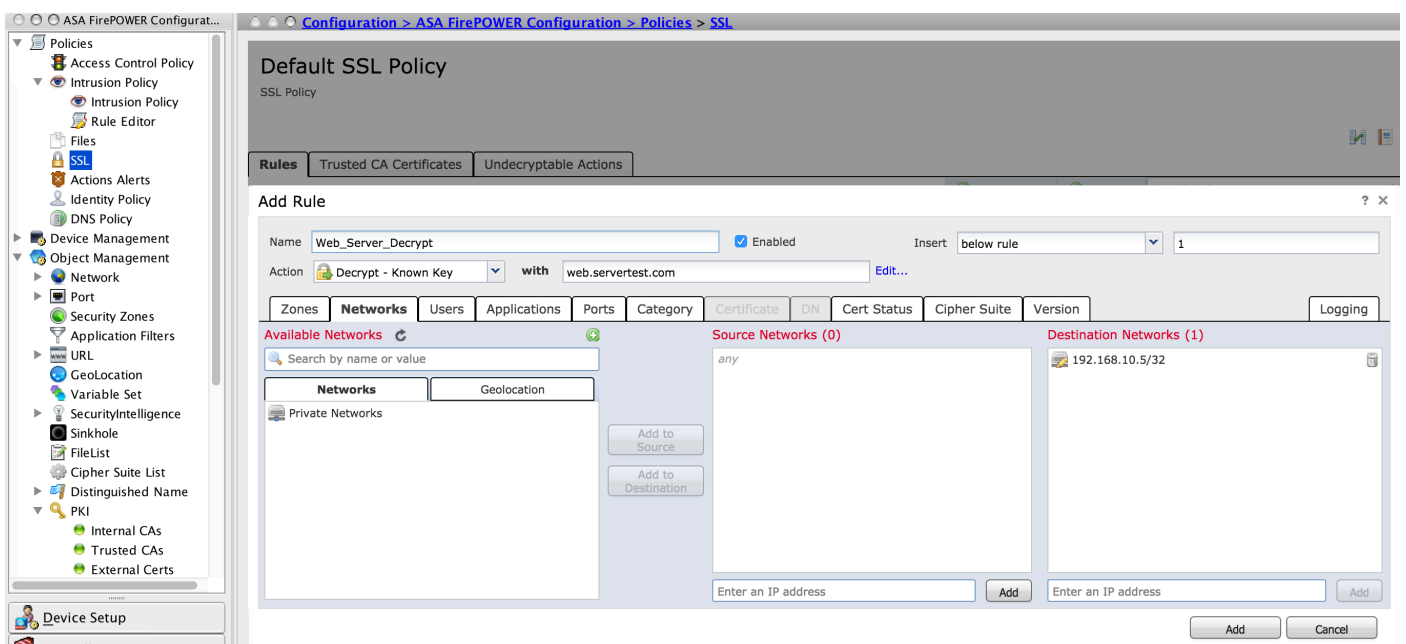 ASA FirePOWER Configurat...
Policies
Access Control Policy
Intrusion Policy
Intrusion Policy
Rule Editor
Files
SSL
Actions Alerts
Identity Policy
DNS Policy
Device Management
Object Management
Network
Port
Security Zones
Application Filters
URL
GeoLocation
Variable Set
SecurityIntelligence
Sinkhole
FileList
Cipher Suite List
Distinguished Name
PKI
Internal CAs
Trusted CAs
External Certs
Device Setup
Configuration > ASA FirePOWER Configuration > Policies > SSL
Default SSL Policy
SSL Policy
Rules Trusted CA Certificates Undecryptable Actions
Add Rule ? ×
Name Web_Server_Decrypt Enabled Insert below rule 1
Action Decrypt - Known Key with web.servertest.com Edit...
Zones Networks Users Applications Ports Category Certificate DN Cert Status Cipher Suite Version Logging
Available Networks Source Networks (0) Destination Networks (1)
Search by name or value any 192.168.10.5/32
Networks Geolocation
Private Networks
Add to
Source
Add to
Destination
Enter an IP address Add Enter an IP address Add
Add Cancel